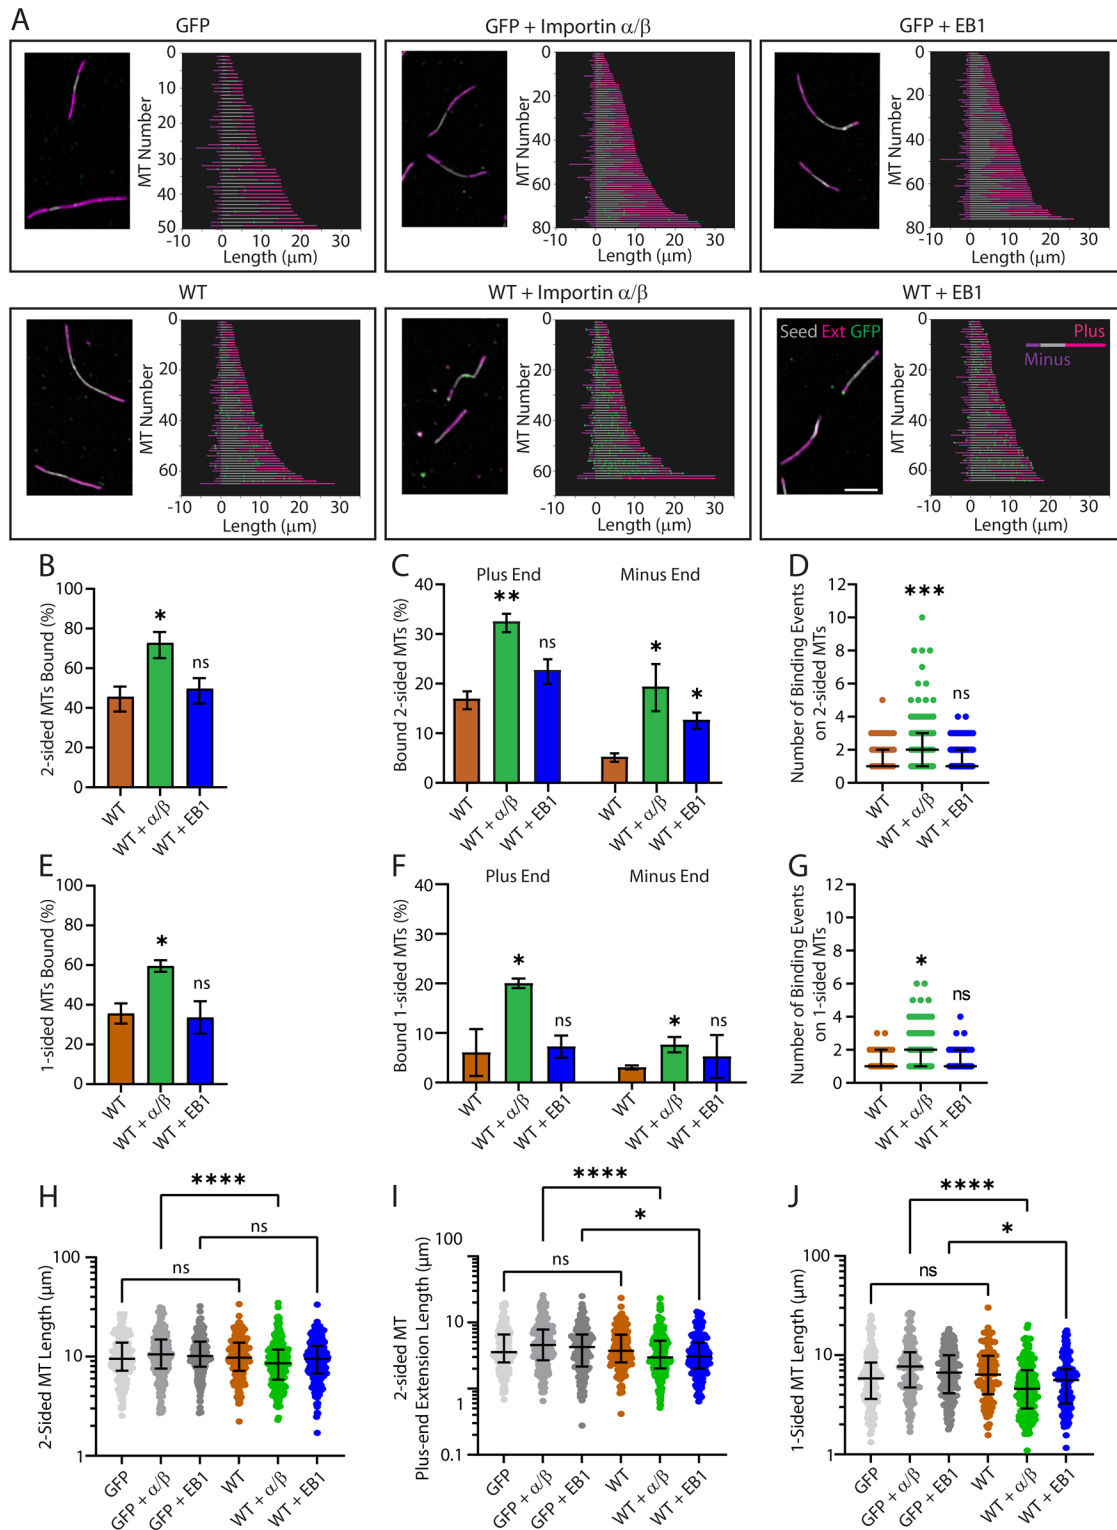 A
GFP
GFP + Importin α/β
GFP + EB1
MT Number
0
10
20
30
40
50
-10 0 10 20 30
Length (μm)
MT Number
0
20
40
60
80
-10 0 10 20 30
Length (μm)
MT Number
0
20
40
60
80
-10 0 10 20 30
Length (μm)
WT
WT + Importin α/β
WT + EB1
MT Number
0
20
40
60
-10 0 10 20 30
Length (μm)
MT Number
0
20
40
60
-10 0 10 20 30
Length (μm)
Seed Ext GFP
MT Number
0
20
40
60
Plus
Minus
-10 0 10 20 30
Length (μm)
B
2-sided MTs Bound (%)
100
80
60
40
20
0
*
ns
WT
WT + α/β
WT + EB1
C
Plus End
Minus End
Bound 2-sided MTs (%)
40
30
20
10
0
**
ns
*
*
WT
WT + α/β
WT + EB1
WT
WT + α/β
WT + EB1
D
Number of Binding Events
on 2-sided MTs
12
10
8
6
4
2
0
***
ns
WT
WT + α/β
WT + EB1
E
1-sided MTs Bound (%)
100
80
60
40
20
0
*
ns
WT
WT + α/β
WT + EB1
F
Plus End
Minus End
Bound 1-sided MTs (%)
40
30
20
10
0
*
ns
*
ns
WT
WT + α/β
WT + EB1
WT
WT + α/β
WT + EB1
G
Number of Binding Events
on 1-sided MTs
12
10
8
6
4
2
0
*
ns
WT
WT + α/β
WT + EB1
H
2-Sided MT Length (μm)
100
10
1
****
ns
ns
GFP
GFP + α/β
GFP + EB1
WT
WT + α/β
WT + EB1
I
2-sided MT
Plus-end Extension Length (μm)
100
10
1
0.1
****
*
ns
GFP
GFP + α/β
GFP + EB1
WT
WT + α/β
WT + EB1
J
1-Sided MT Length (μm)
100
10
1
****
*
ns
GFP
GFP + α/β
GFP + EB1
WT
WT + α/β
WT + EB1